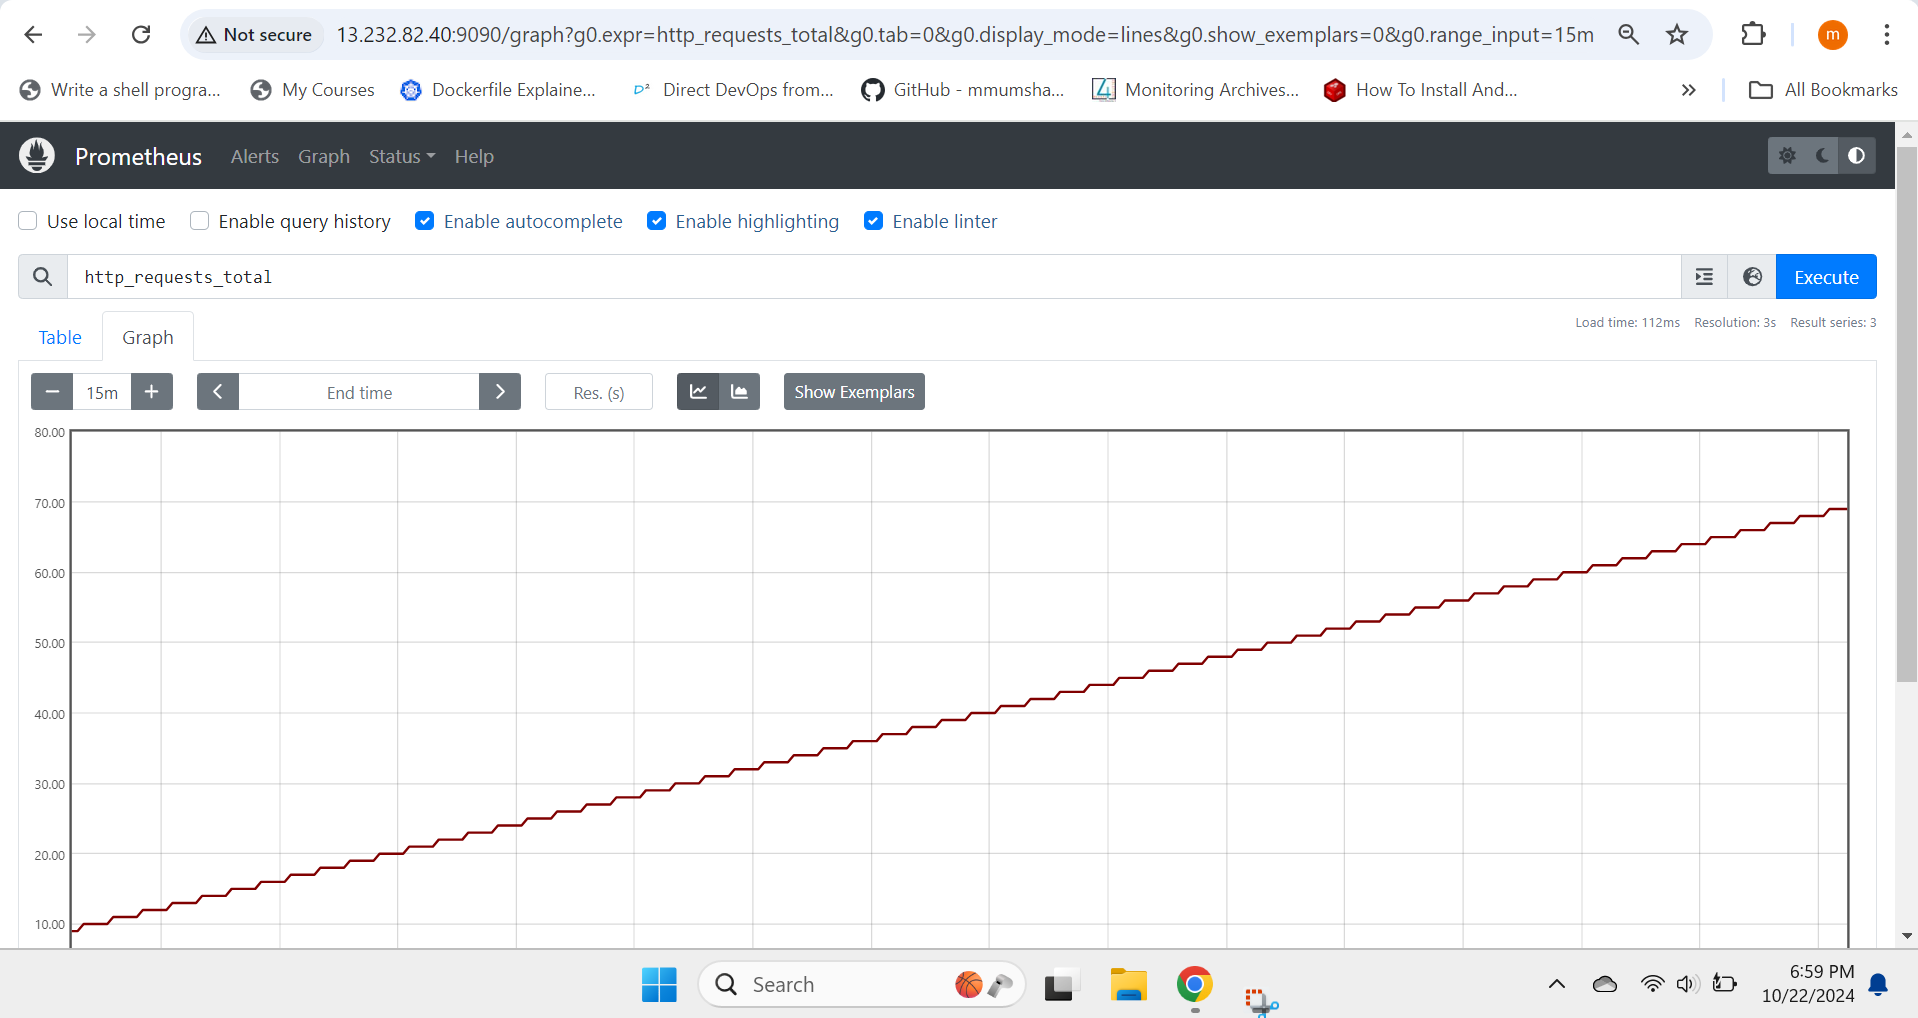 Not secure 13.232.82.40:9090/graph?g0.expr=http_requests_total&g0.tab=0&g0.display_mode=lines&g0.show_exemplars=0&g0.range_input=15m
m
Write a shell progra... My Courses Dockerfile Explaine... D² Direct DevOps from... GitHub - mmumsha... Monitoring Archives... How To Install And... » All Bookmarks
Prometheus Alerts Graph Status Help
Use local time Enable query history Enable autocomplete Enable highlighting Enable linter
http_requests_total Execute
Table Graph Load time: 112ms Resolution: 3s Result series: 3
15m End time Res. (s) Show Exemplars
80.00
70.00
60.00
50.00
40.00
30.00
20.00
10.00
Search 6:59 PM
10/22/2024